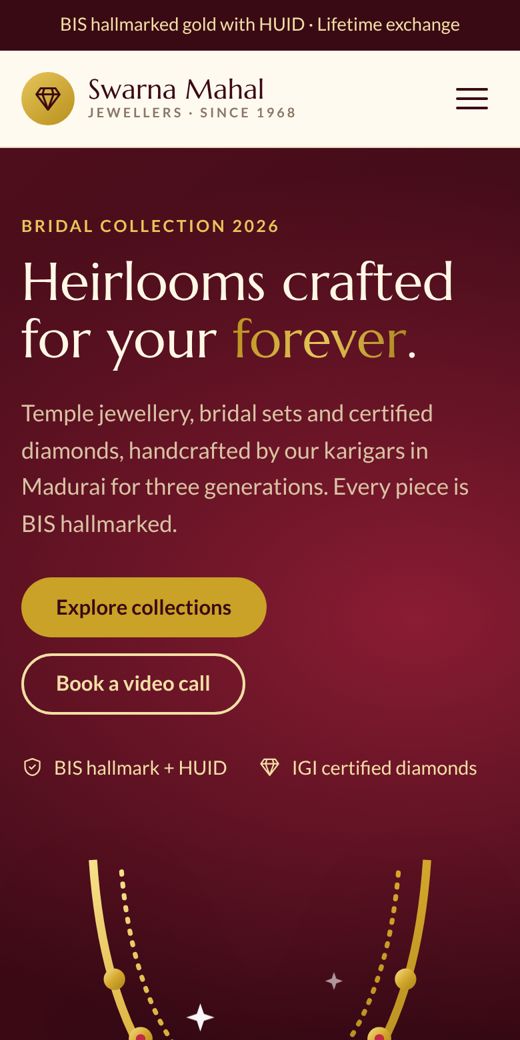 BIS hallmarked gold with HUID · Lifetime exchange
Swarna Mahal
JEWELLERS · SINCE 1968
BRIDAL COLLECTION 2026
Heirlooms crafted
for your forever.
Temple jewellery, bridal sets and certified
diamonds, handcrafted by our karigars in
Madurai for three generations. Every piece is
BIS hallmarked.
Explore collections
Book a video call
BIS hallmark + HUID
IGI certified diamonds